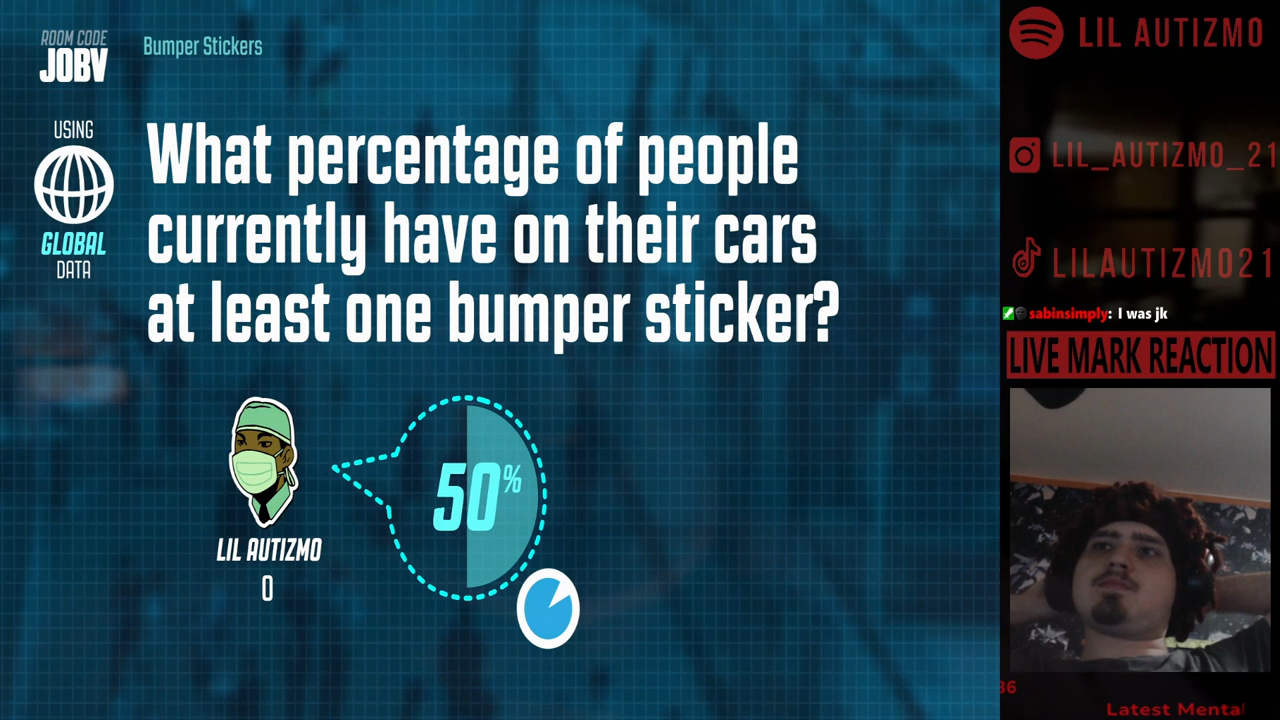 ROOM CODE
JOBV
Bumper Stickers
USING
GLOBAL
DATA
What percentage of people
currently have on their cars
at least one bumper sticker?
50%
LIL AUTIZMO
0
LIL AUTIZMO
LIL_AUTIZMO_21
LILAUTIZMO21
sabinsimply: I was jk
LIVE MARK REACTION
36
Latest Mental